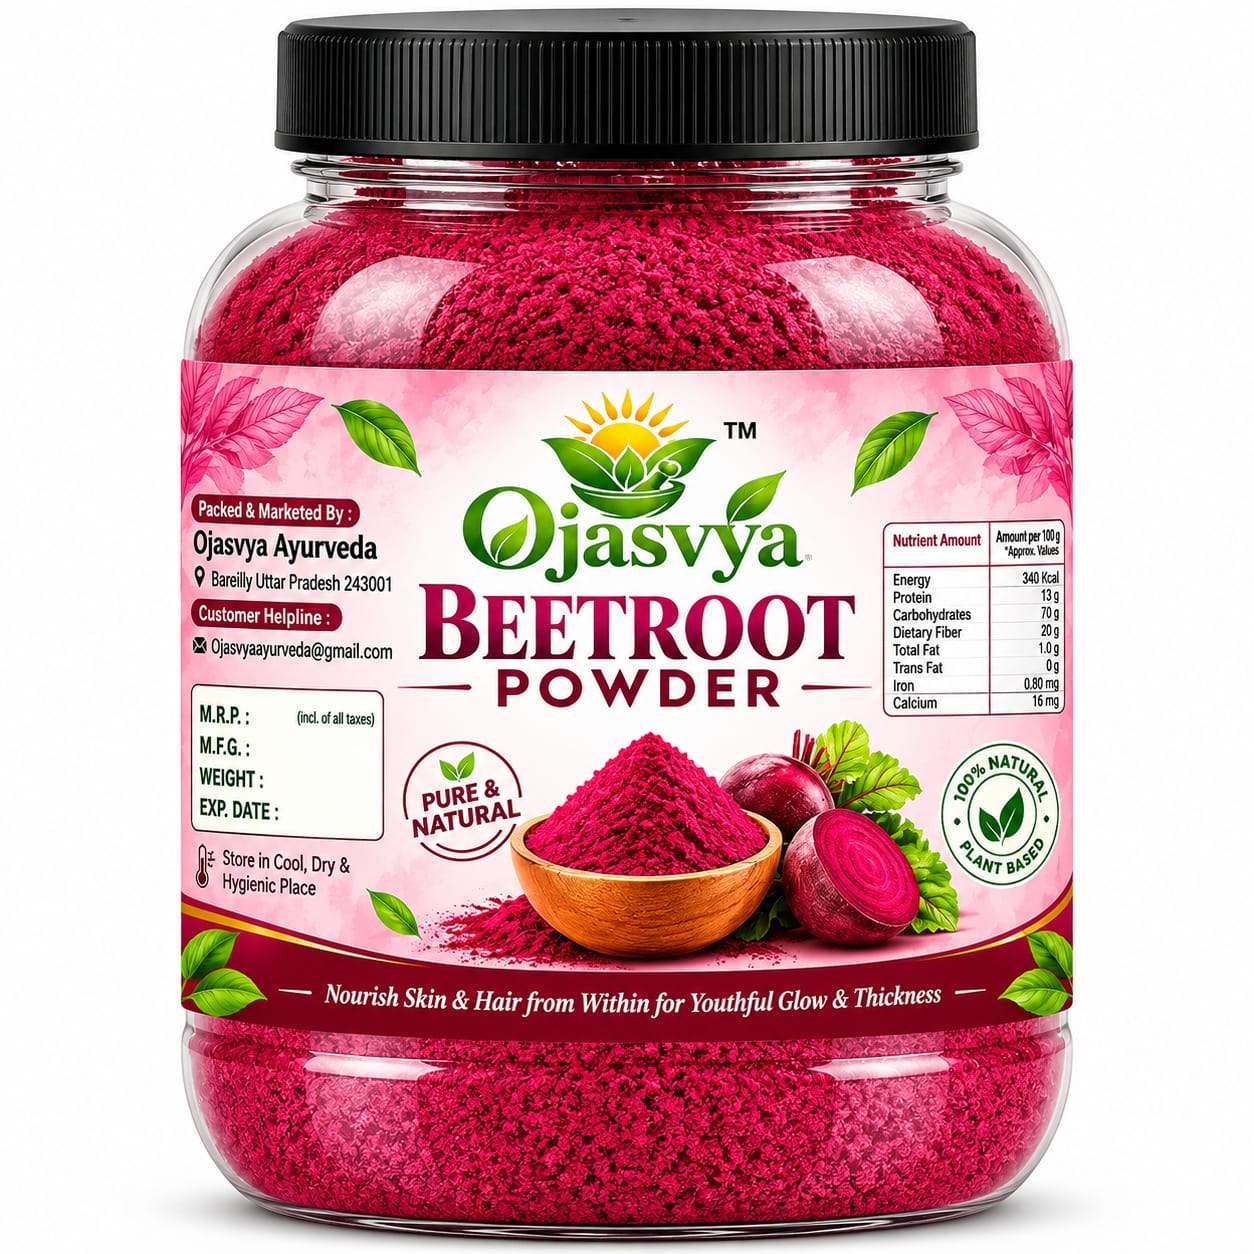 TM
Ojasvya
BEETROOT
POWDER
Packed & Marketed By :
Ojasvya Ayurveda
Bareilly Uttar Pradesh 243001
Customer Helpline :
Ojasvyaayurveda@gmail.com
M.R.P. : (incl. of all taxes)
M.F.G. :
WEIGHT :
EXP. DATE :
Store in Cool, Dry &
Hygienic Place
PURE &
NATURAL
Nutrient Amount Amount per 100 g
*Approx. Values
Energy 340 Kcal
Protein 13 g
Carbohydrates 70 g
Dietary Fiber 20 g
Total Fat 1.0 g
Trans Fat 0 g
Iron 0.80 mg
Calcium 16 mg
100% NATURAL
PLANT BASED
Nourish Skin & Hair from Within for Youthful Glow & Thickness